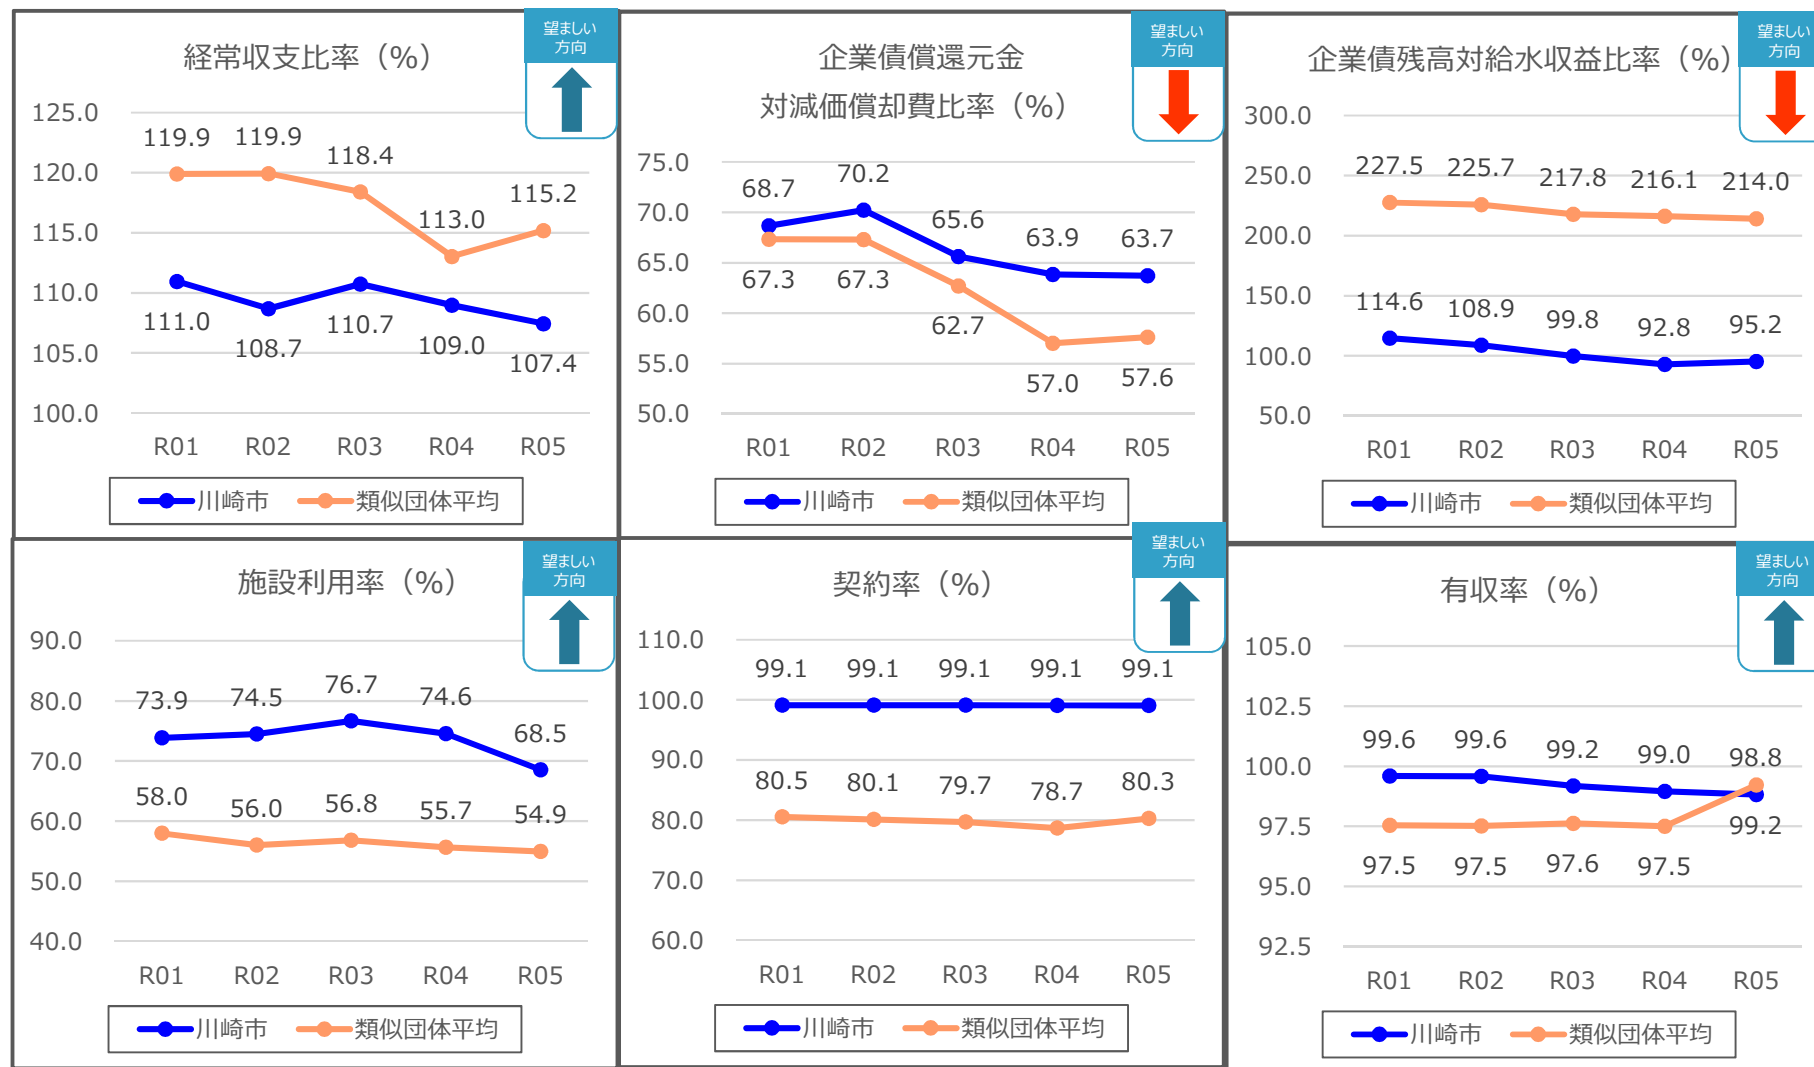 経常収支比率（%）
望ましい
方向
125.0
120.0
115.0
110.0
105.0
100.0
119.9
119.9
118.4
113.0
115.2
111.0
108.7
110.7
109.0
107.4
R01
R02
R03
R04
R05
川崎市
類似団体平均
企業債償還元金
対減価償却費比率（%）
望ましい
方向
75.0
70.0
65.0
60.0
55.0
50.0
68.7
70.2
65.6
63.9
63.7
67.3
67.3
62.7
57.0
57.6
R01
R02
R03
R04
R05
川崎市
類似団体平均
企業債残高対給水収益比率（%）
望ましい
方向
300.0
250.0
200.0
150.0
100.0
50.0
227.5
225.7
217.8
216.1
214.0
114.6
108.9
99.8
92.8
95.2
R01
R02
R03
R04
R05
川崎市
類似団体平均
施設利用率（%）
望ましい
方向
90.0
80.0
70.0
60.0
50.0
40.0
73.9
74.5
76.7
74.6
68.5
58.0
56.0
56.8
55.7
54.9
R01
R02
R03
R04
R05
川崎市
類似団体平均
契約率（%）
望ましい
方向
110.0
100.0
90.0
80.0
70.0
60.0
99.1
99.1
99.1
99.1
99.1
80.5
80.1
79.7
78.7
80.3
R01
R02
R03
R04
R05
川崎市
類似団体平均
有収率（%）
望ましい
方向
105.0
102.5
100.0
97.5
95.0
92.5
99.6
99.6
99.2
99.0
98.8
97.5
97.5
97.6
97.5
99.2
R01
R02
R03
R04
R05
川崎市
類似団体平均